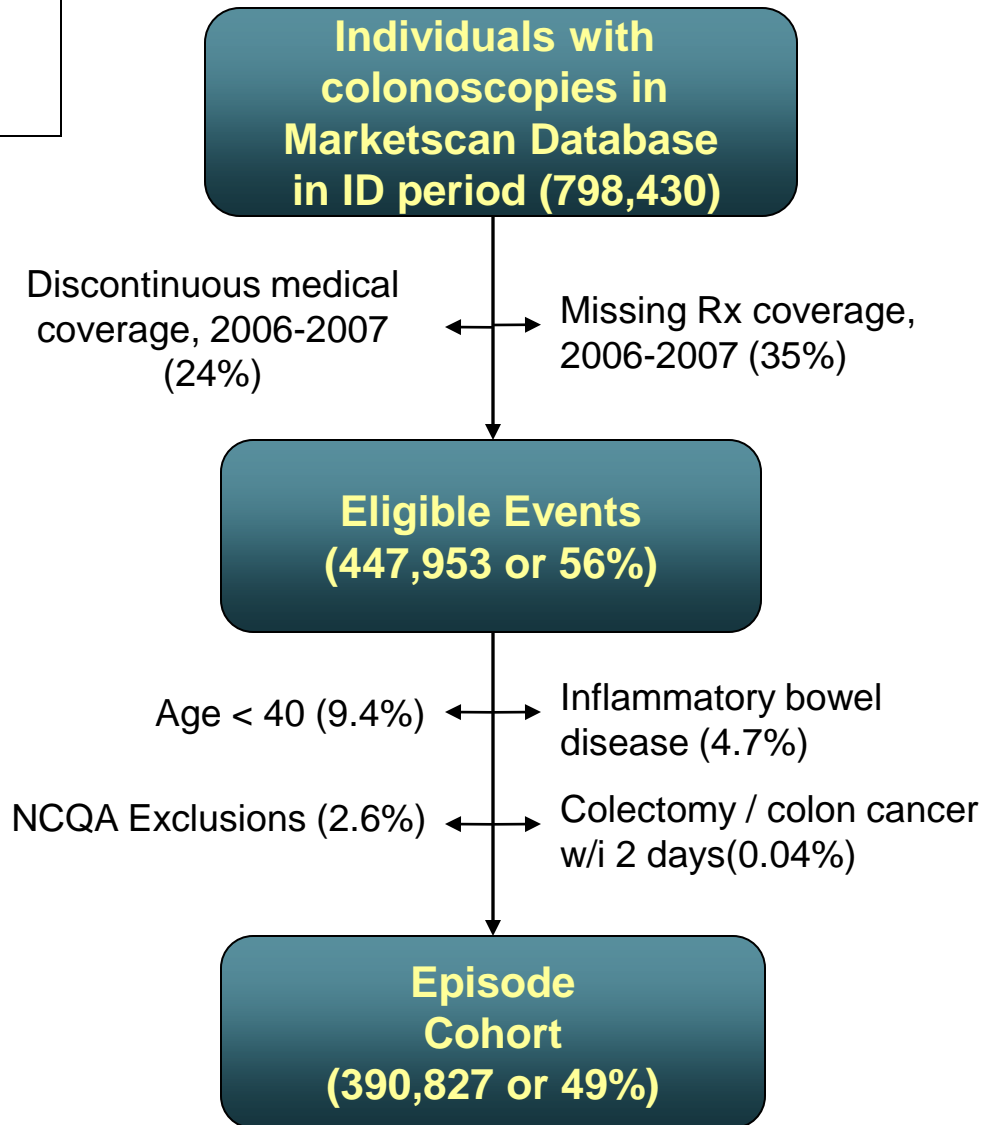 Individuals with
colonoscopies in
Marketscan Database
in ID period (798,430)
Discontinuous medical
coverage, 2006-2007
(24%)
Missing Rx coverage,
2006-2007 (35%)
Eligible Events
(447,953 or 56%)
Age < 40 (9.4%)
Inflammatory bowel
disease (4.7%)
NCQA Exclusions (2.6%)
Colectomy / colon cancer
w/i 2 days(0.04%)
Episode
Cohort
(390,827 or 49%)